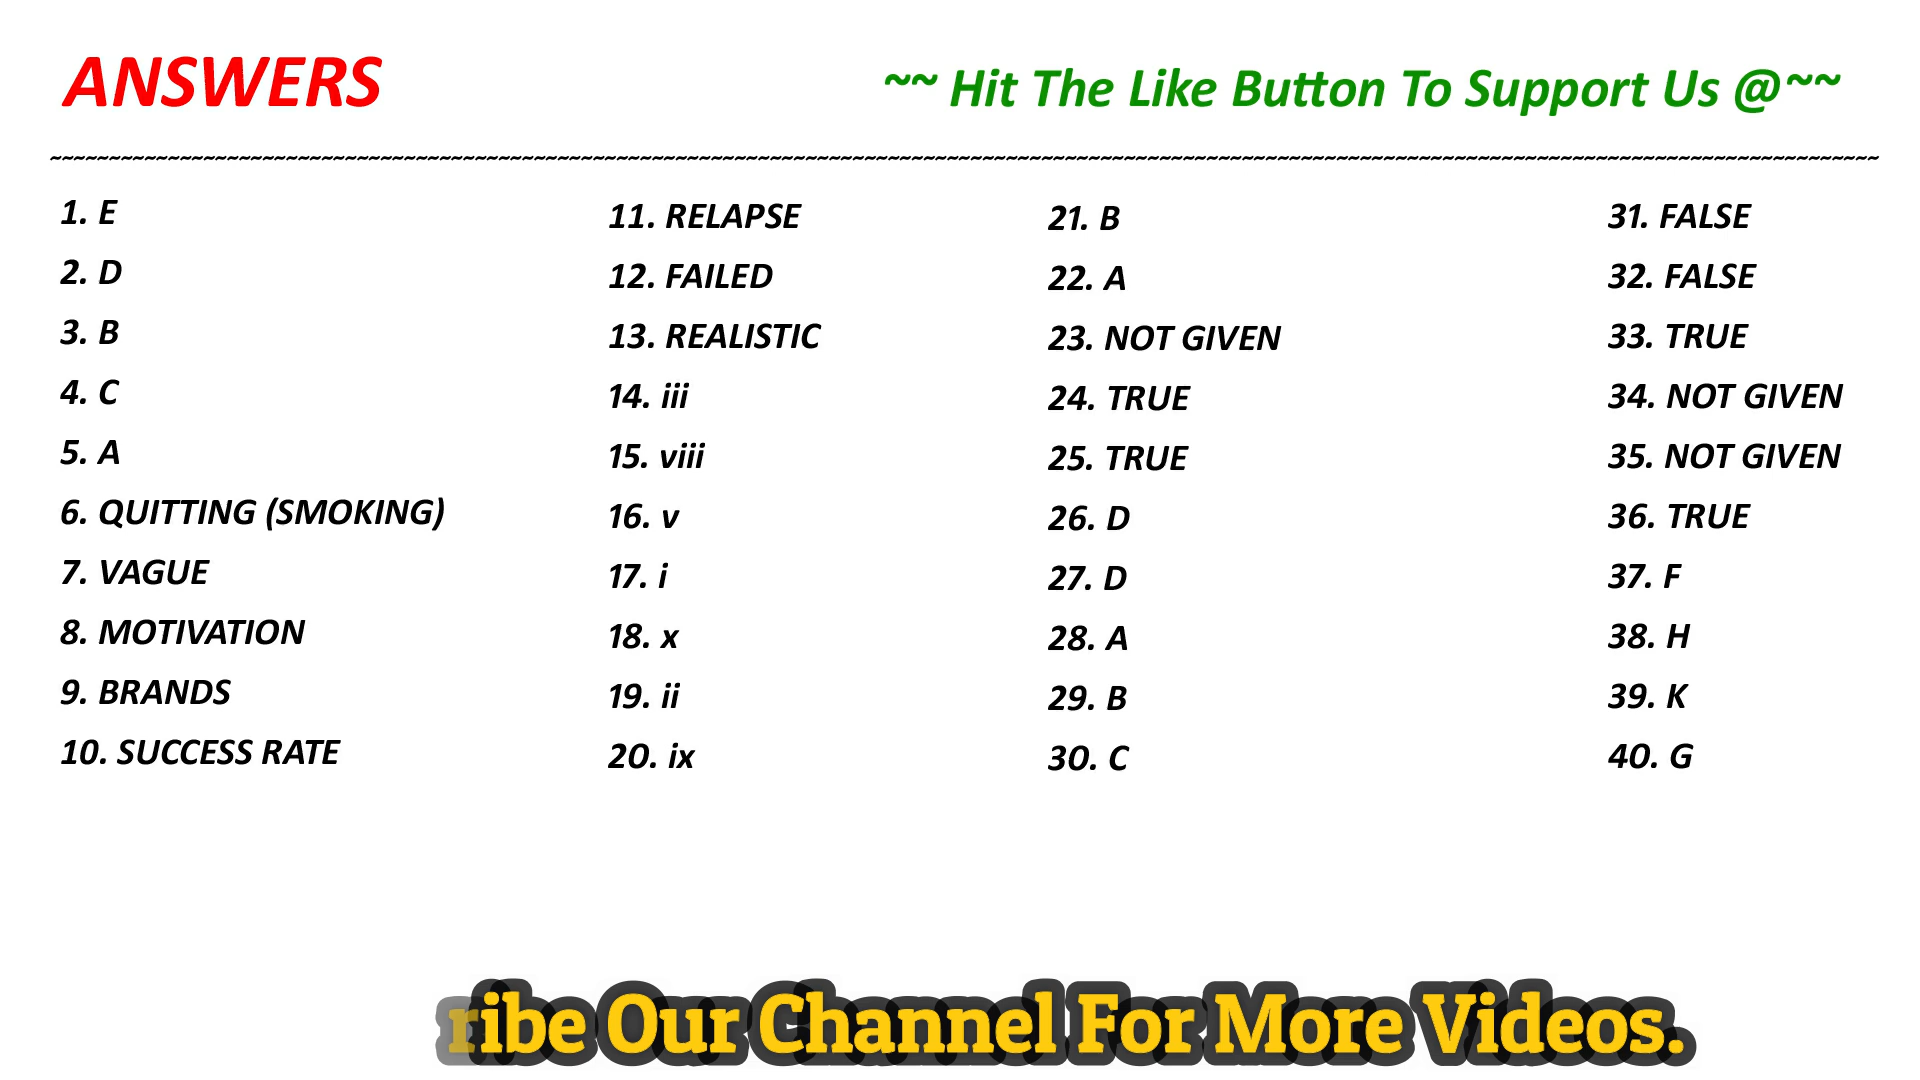 ANSWERS
~~ Hit The Like Button To Support Us @~~
1. E
2. D
3. B
4. C
5. A
6. QUITTING (SMOKING)
7. VAGUE
8. MOTIVATION
9. BRANDS
10. SUCCESS RATE
11. RELAPSE
12. FAILED
13. REALISTIC
14. iii
15. viii
16. v
17. i
18. x
19. ii
20. ix
21. B
22. A
23. NOT GIVEN
24. TRUE
25. TRUE
26. D
27. D
28. A
29. B
30. C
31. FALSE
32. FALSE
33. TRUE
34. NOT GIVEN
35. NOT GIVEN
36. TRUE
37. F
38. H
39. K
40. G
ribe Our Channel For More Videos.